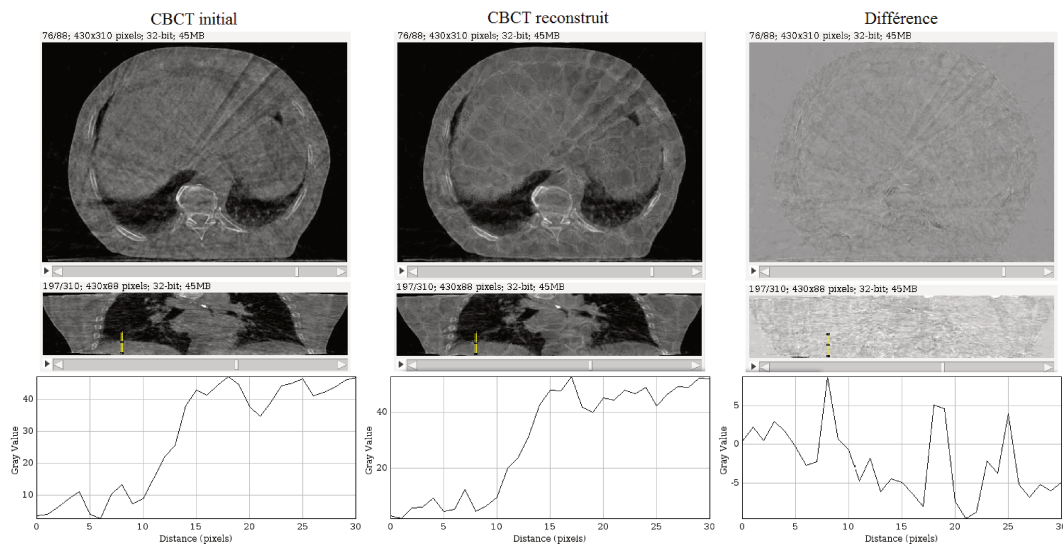 CBCT initial
CBCT reconstruit
Différence
76/88; 430x310 pixels; 32-bit; 45MB
76/88; 430x310 pixels; 32-bit; 45MB
76/88; 430x310 pixels; 32-bit; 45MB
197/310; 430x88 pixels; 32-bit; 45MB
197/310; 430x88 pixels; 32-bit; 45MB
197/310; 430x88 pixels; 32-bit; 45MB
Gray Value
40
30
20
10
0 5 10 15 20 25 30
Distance (pixels)
Gray Value
40
20
0 5 10 15 20 25 30
Distance (pixels)
Gray Value
5
0
-5
0 5 10 15 20 25 30
Distance (pixels)